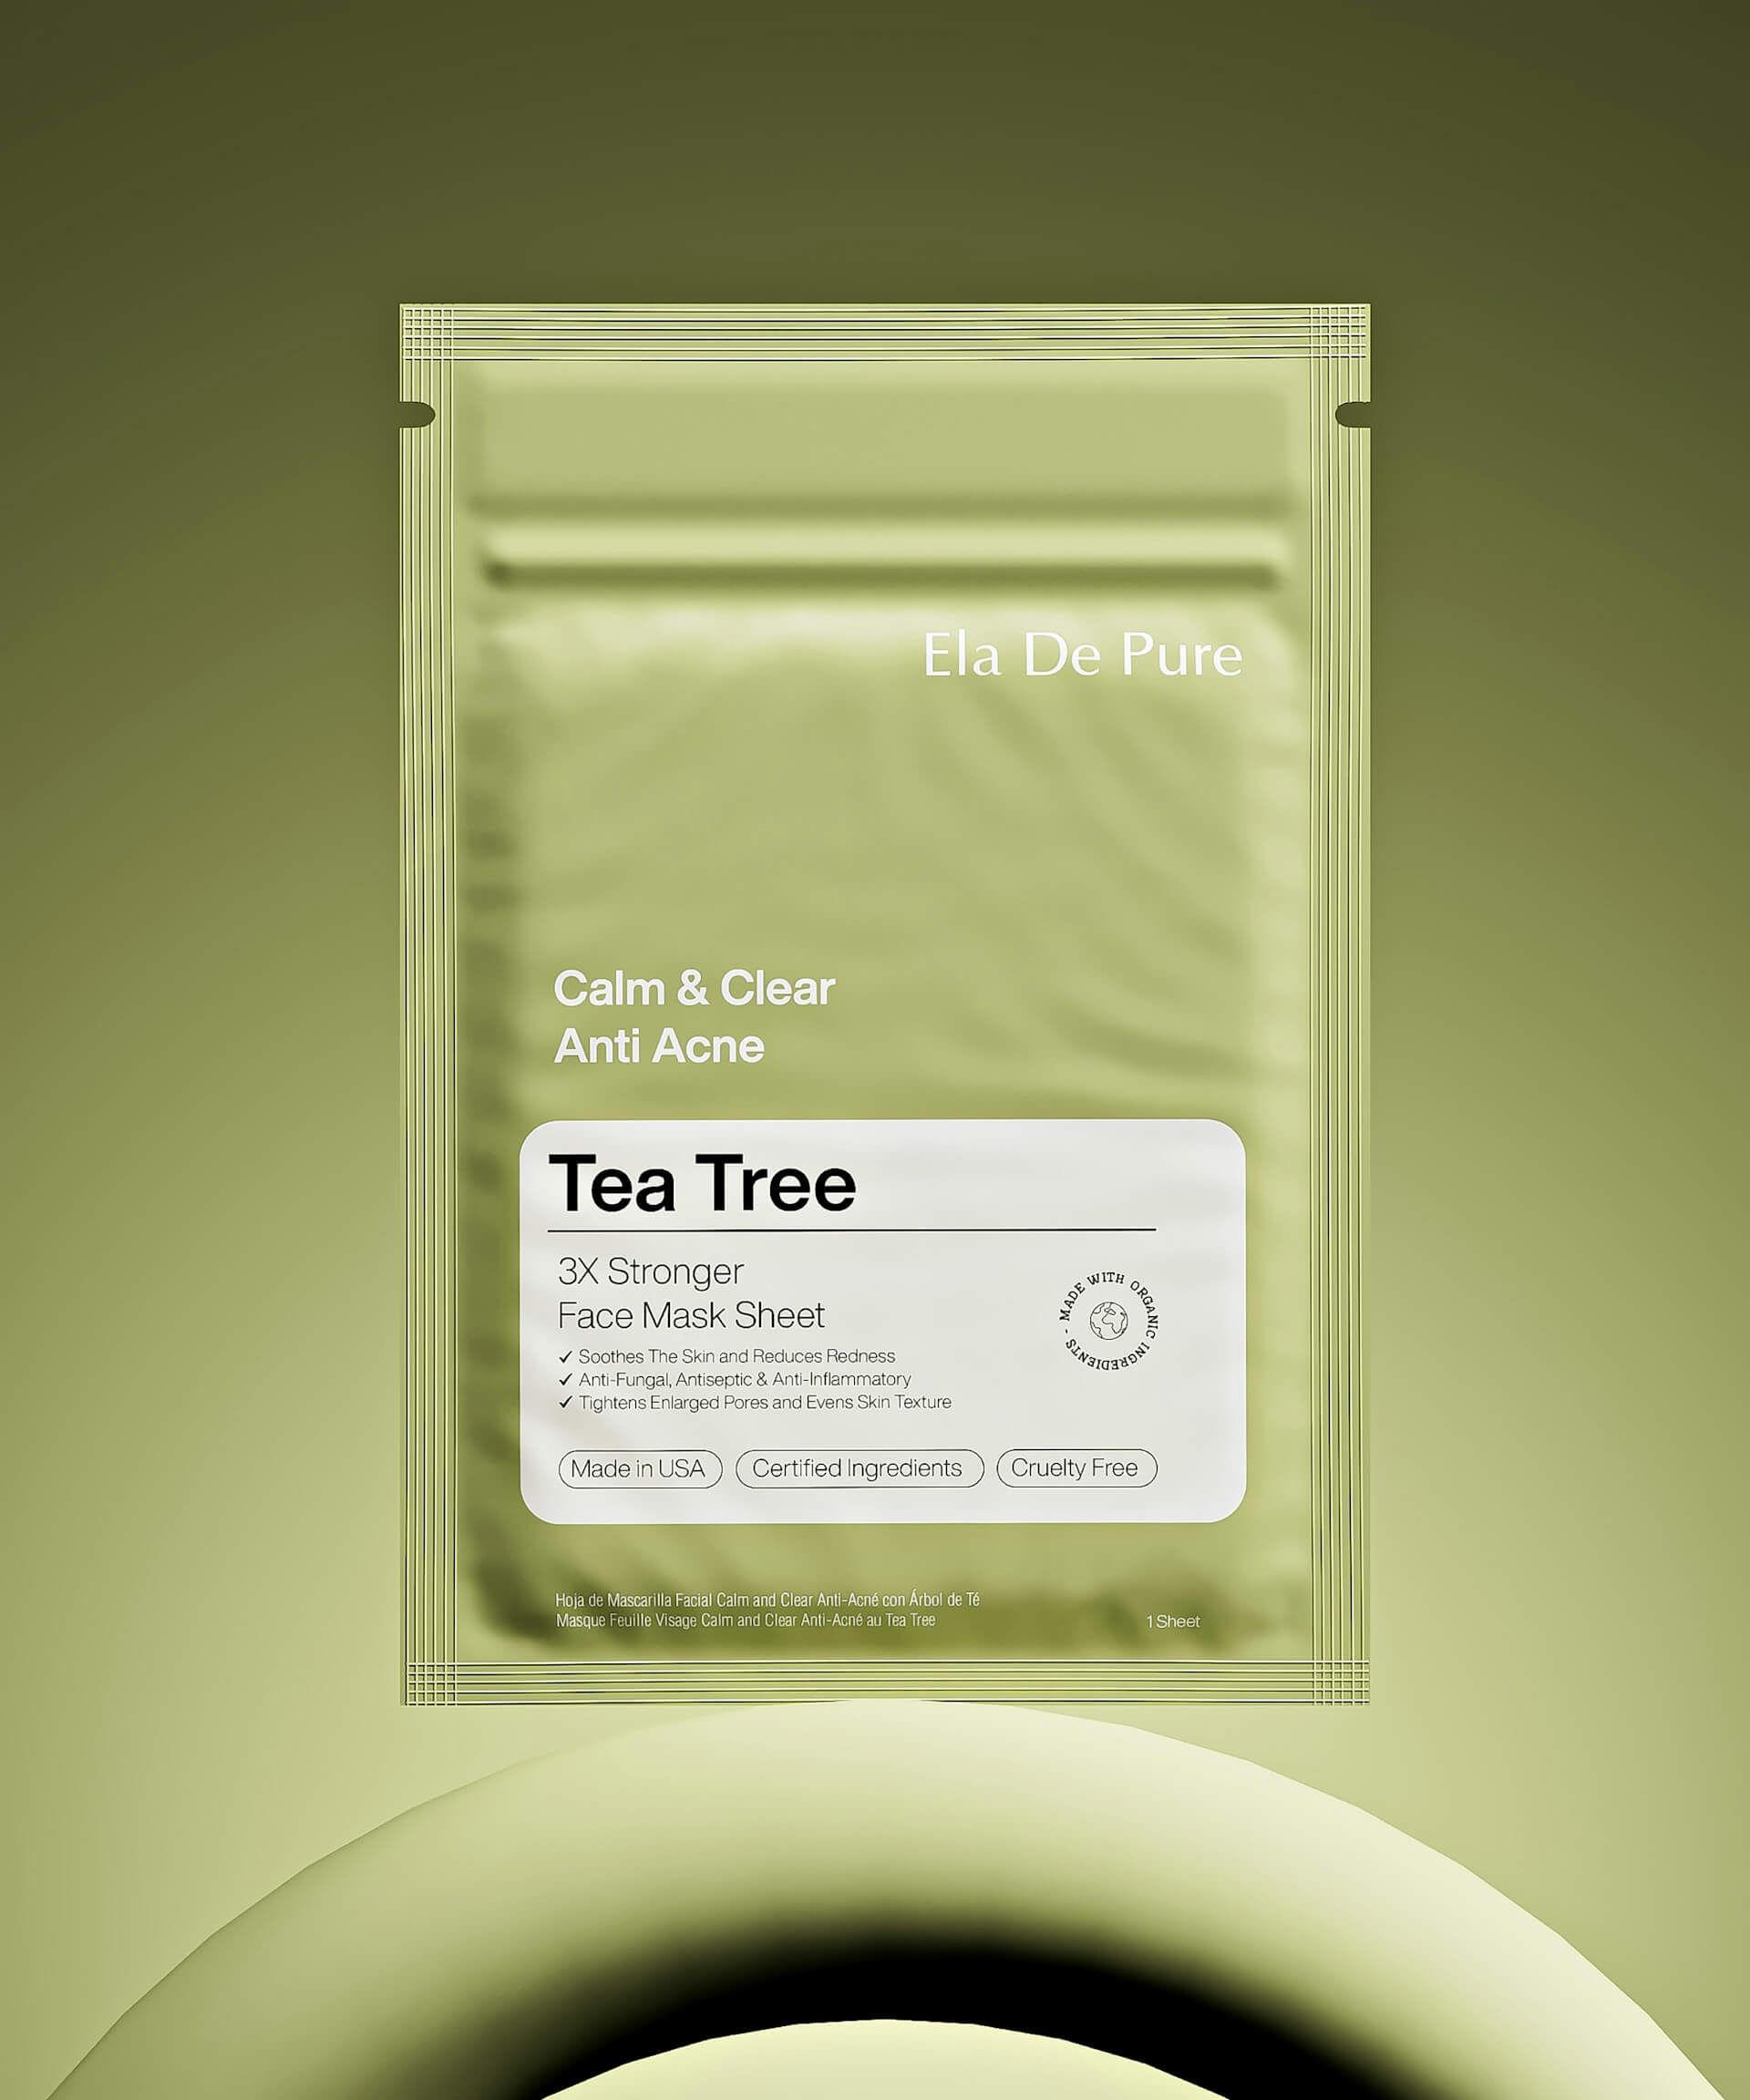 Ela De Pure
Calm & Clear
Anti Acne
Tea Tree
3X Stronger
Face Mask Sheet
✓ Soothes The Skin and Reduces Redness
✓ Anti-Fungal, Antiseptic & Anti-Inflammatory
✓ Tightens Enlarged Pores and Evens Skin Texture
MADE WITH ORGANIC INGREDIENTS -
Made in USA
Certified Ingredients
Cruelty Free
Hoja de Mascarilla Facial Calm and Clear Anti-Acné con Árbol de Té
Masque Feuille Visage Calm and Clear Anti-Acné au Tea Tree
1 Sheet